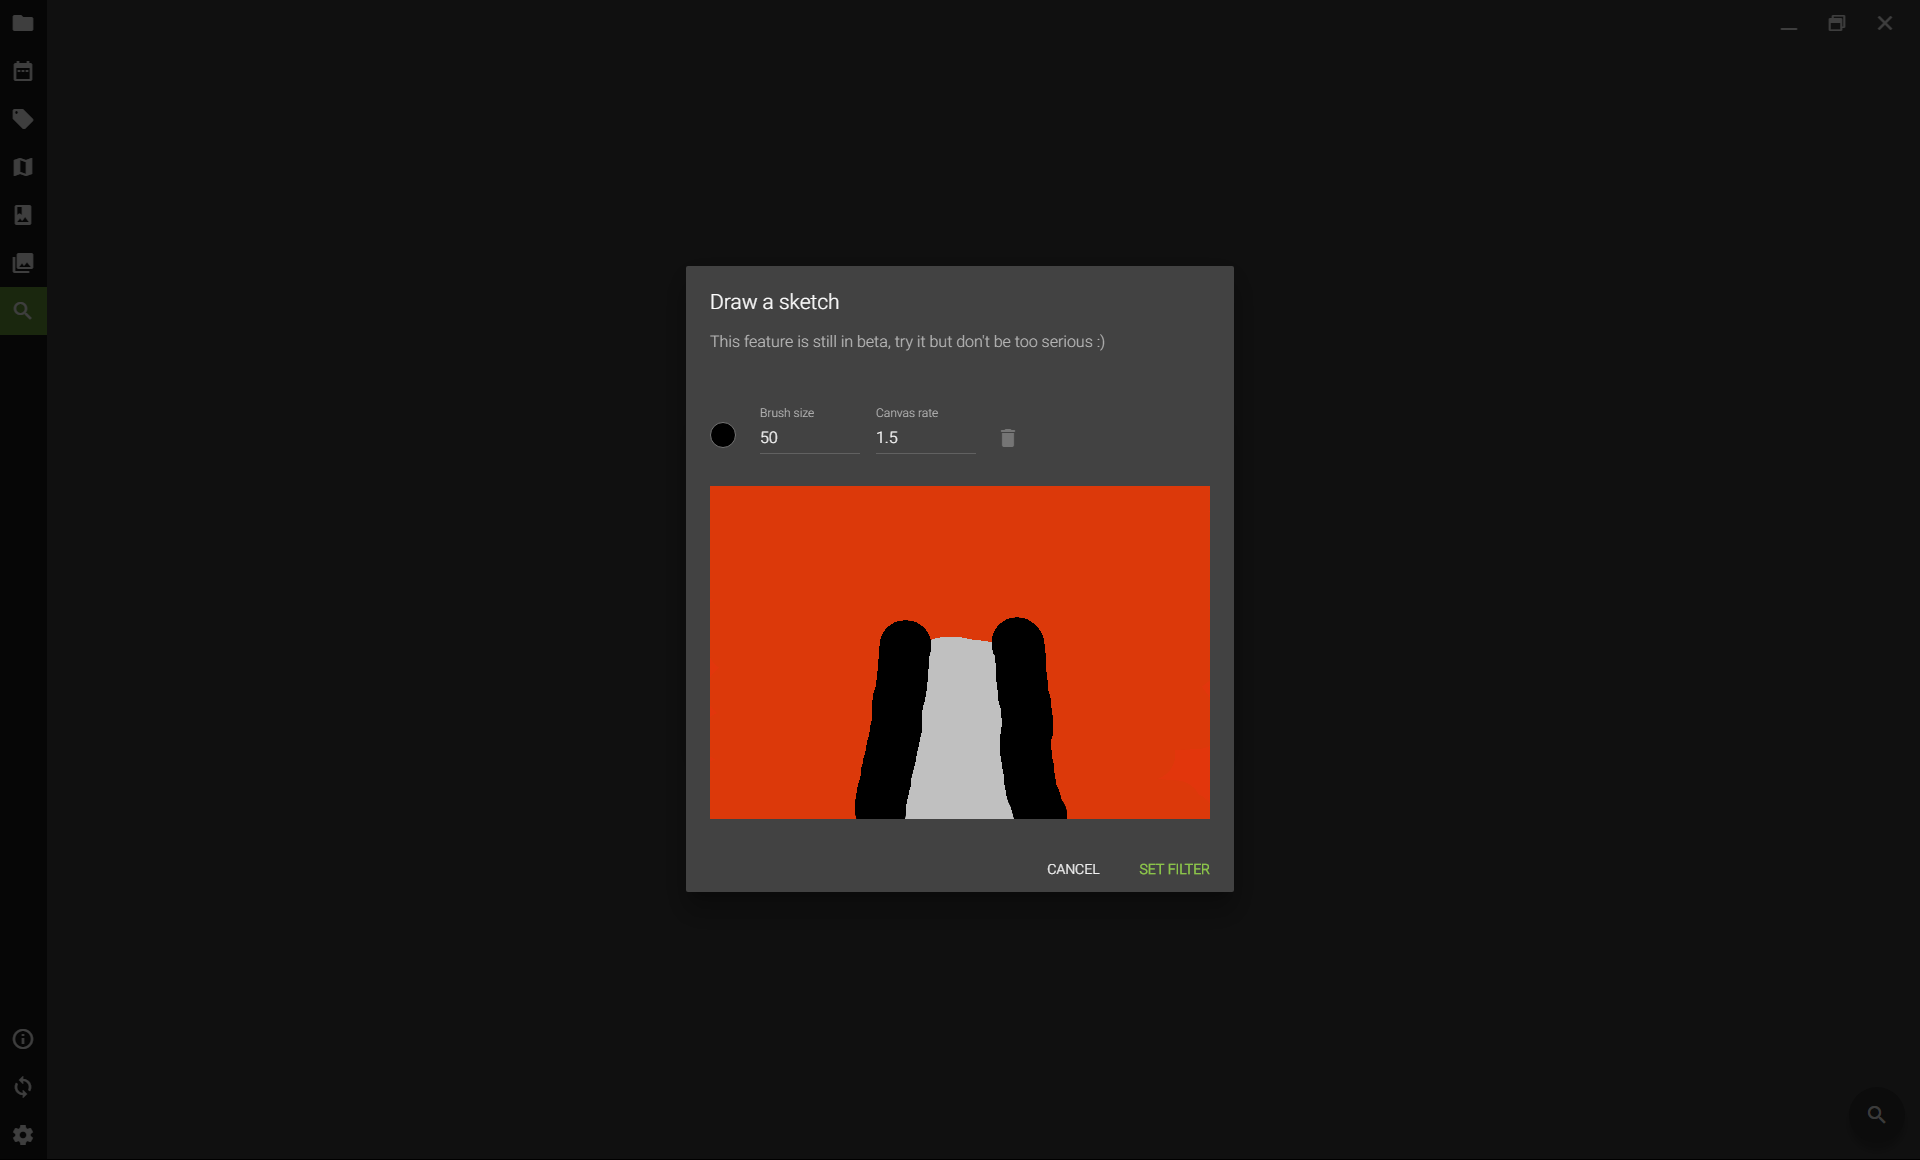 Draw a sketch
This feature is still in beta, try it but don't be too serious :)
Brush size
Canvas rate
50
1.5
CANCEL
SET FILTER